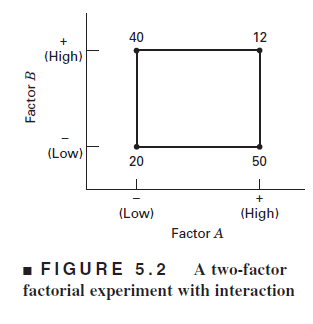 40 12
+
(High)
Factor B
−
(Low)
20 50
− +
(Low) (High)
Factor A
■ FIGURE 5.2 A two-factor
factorial experiment with interaction